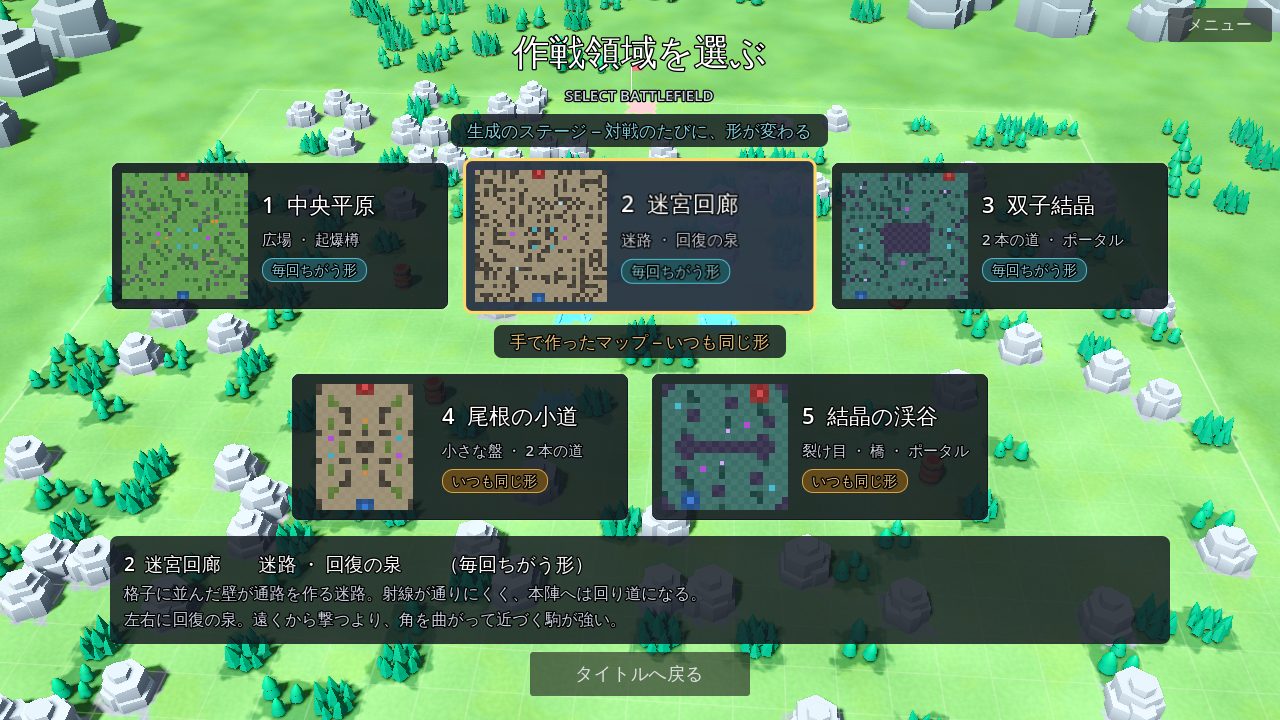 メニュー
作戦領域を選ぶ
SELECT BATTLEFIELD
生成のステージ – 対戦のたびに、形が変わる
1 中央平原
広場 ・ 起爆樽
毎回ちがう形
2 迷宮回廊
迷路 ・ 回復の泉
毎回ちがう形
3 双子結晶
2 本の道 ・ ポータル
毎回ちがう形
手で作ったマップ – いつも同じ形
4 尾根の小道
小さな盤 ・ 2 本の道
いつも同じ形
5 結晶の渓谷
裂け目 ・ 橋 ・ ポータル
いつも同じ形
2 迷宮回廊 迷路 ・ 回復の泉 （毎回ちがう形）
格子に並んだ壁が通路を作る迷路。射線が通りにくく、本陣へは回り道になる。
左右に回復の泉。遠くから撃つより、角を曲がって近づく駒が強い。
タイトルへ戻る